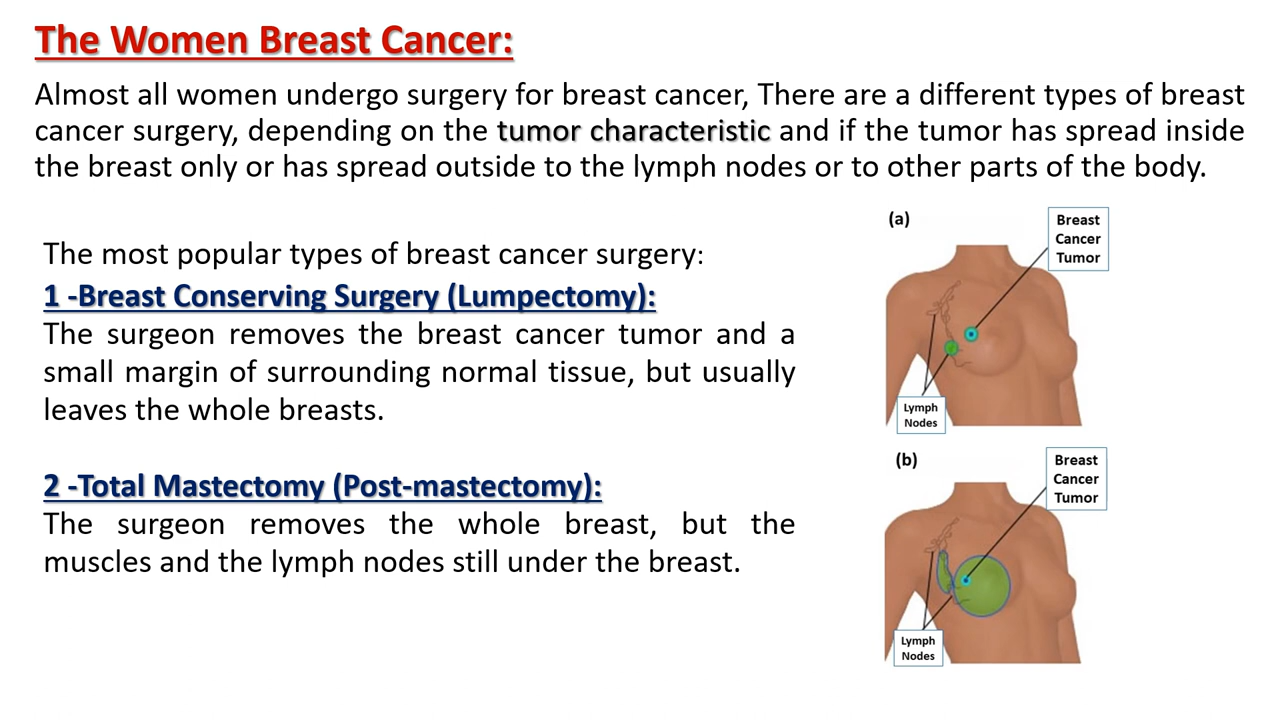 The Women Breast Cancer:
Almost all women undergo surgery for breast cancer, There are a different types of breast
cancer surgery, depending on the tumor characteristic and if the tumor has spread inside
the breast only or has spread outside to the lymph nodes or to other parts of the body.
The most popular types of breast cancer surgery:
1 -Breast Conserving Surgery (Lumpectomy):
The surgeon removes the breast cancer tumor and a
small margin of surrounding normal tissue, but usually
leaves the whole breasts.
2 -Total Mastectomy (Post-mastectomy):
The surgeon removes the whole breast, but the
muscles and the lymph nodes still under the breast.
(a)
Breast
Cancer
Tumor
Lymph
Nodes
(b)
Breast
Cancer
Tumor
Lymph
Nodes